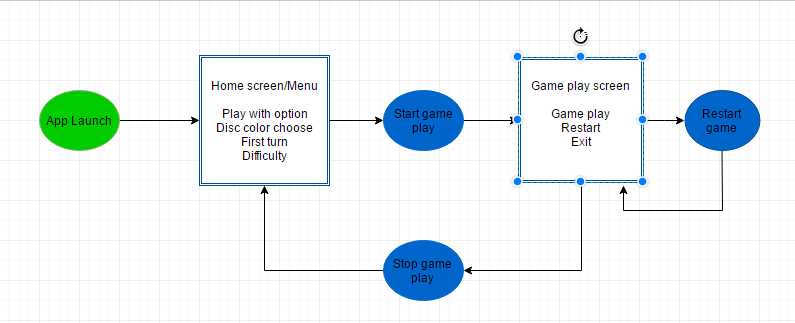 App Launch
Home screen/Menu
Play with option
Disc color choose
First turn
Difficulty
Start game
play
Game play screen
Game play
Restart
Exit
Restart
game
Stop game
play